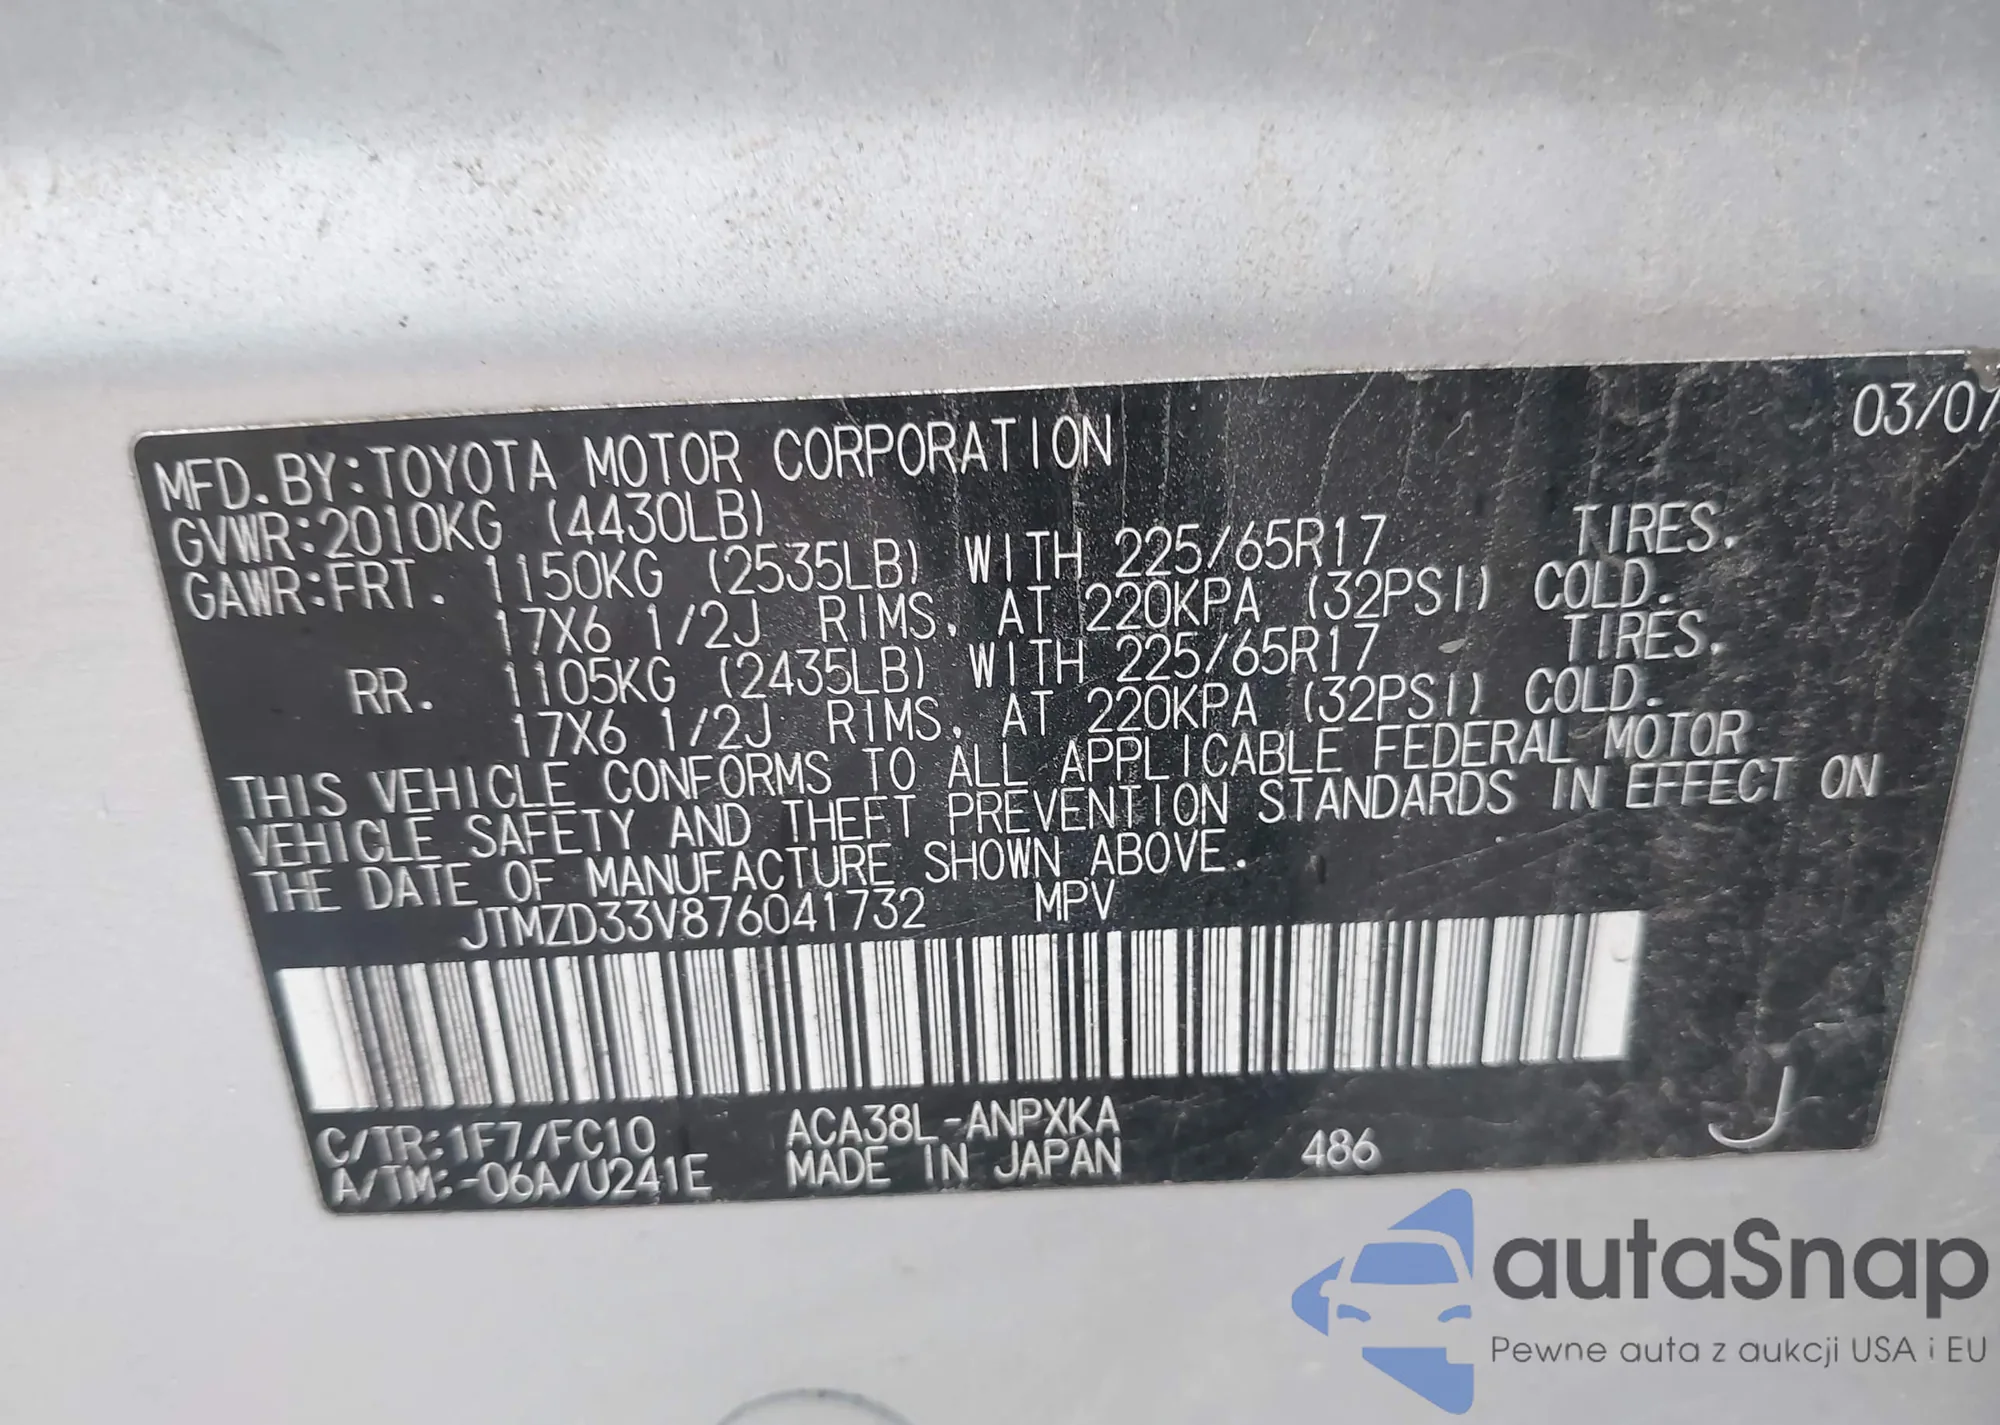 03/07
MFD. BY: TOYOTA MOTOR CORPORATION
GVWR: 2010KG (4430LB)
GAWR: FRT. 1150KG (2535LB) WITH 225/65R17 TIRES.
17X6 1/2J RIMS, AT 220KPA (32PSI) COLD.
RR. 1105KG (2435LB) WITH 225/65R17 TIRES.
17X6 1/2J RIMS, AT 220KPA (32PSI) COLD.
THIS VEHICLE CONFORMS TO ALL APPLICABLE FEDERAL MOTOR
VEHICLE SAFETY AND THEFT PREVENTION STANDARDS IN EFFECT ON
THE DATE OF MANUFACTURE SHOWN ABOVE.
JTMZD33V876041732 MPV
C/TR: 1F7/FC10 ACA38L-ANPXKA
A/TM: -06A/U241E MADE IN JAPAN 486 J
autaSnap
Pewne auta z aukcji USA i EU